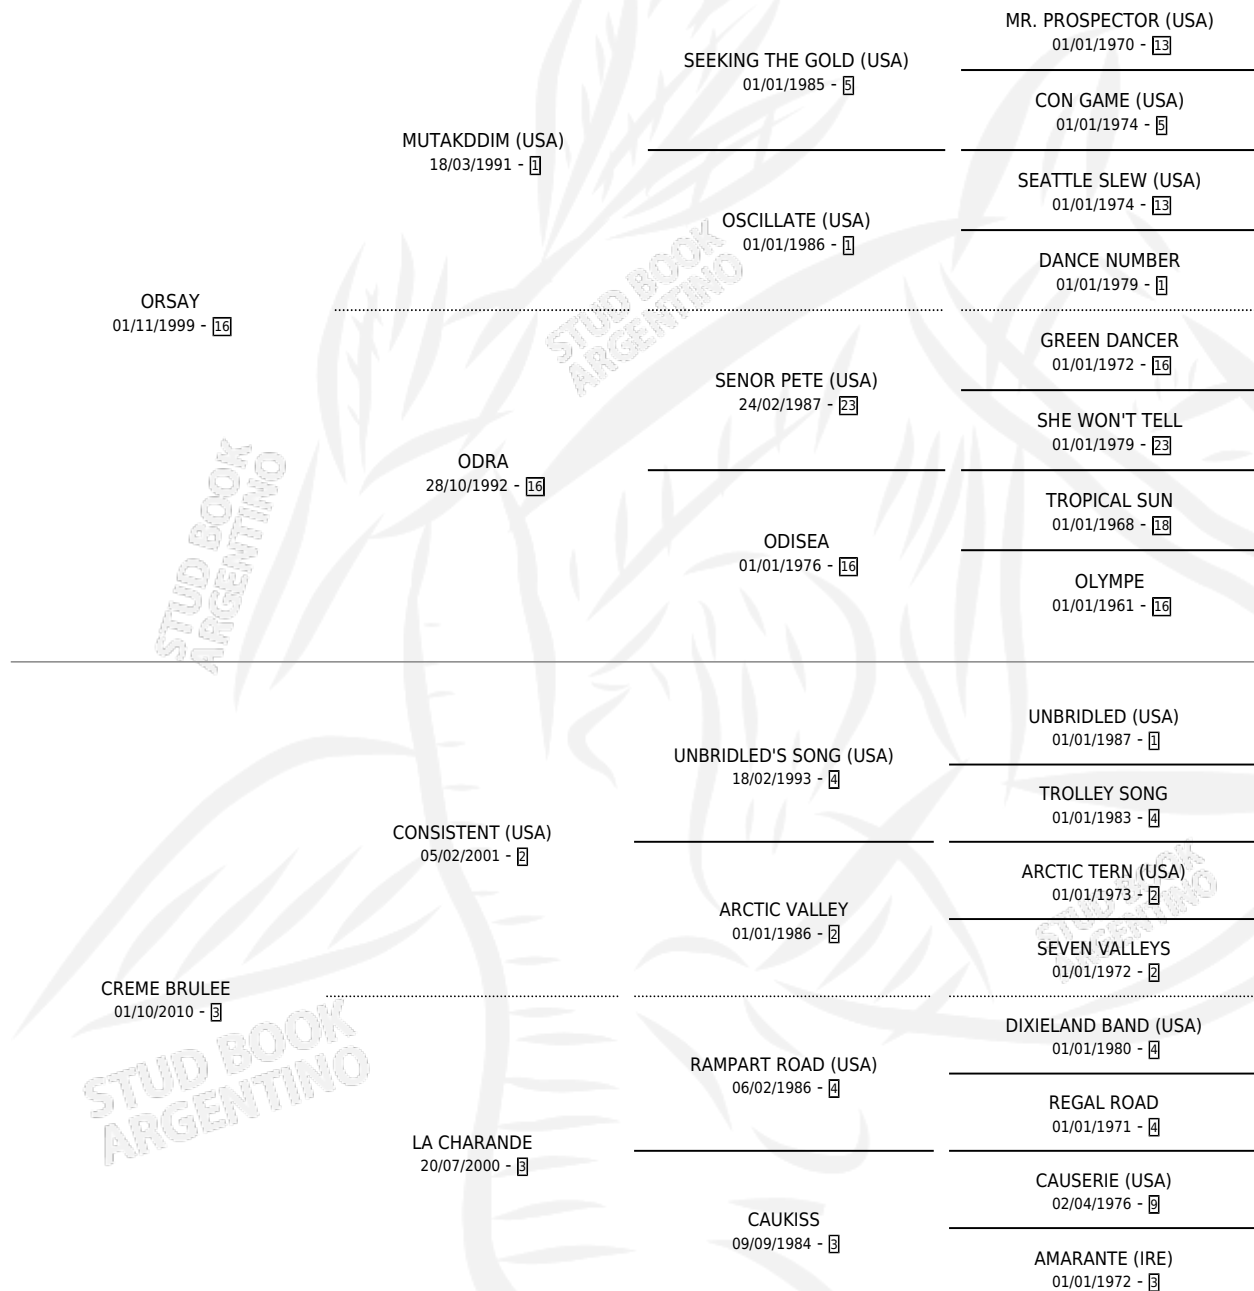 MR. PROSPECTOR (USA)
01/01/1970 - 13
SEEKING THE GOLD (USA)
01/01/1985 - 5
CON GAME (USA)
01/01/1974 - 5
MUTAKDDIM (USA)
18/03/1991 - 1
SEATTLE SLEW (USA)
01/01/1974 - 13
OSCILLATE (USA)
01/01/1986 - 1
DANCE NUMBER
01/01/1979 - 1
ORSAY
01/11/1999 - 16
GREEN DANCER
01/01/1972 - 16
SENOR PETE (USA)
24/02/1987 - 23
SHE WON'T TELL
01/01/1979 - 23
ODRA
28/10/1992 - 16
TROPICAL SUN
01/01/1968 - 18
ODISEA
01/01/1976 - 16
OLYMPE
01/01/1961 - 16
UNBRIDLED (USA)
01/01/1987 - 1
UNBRIDLED'S SONG (USA)
18/02/1993 - 4
TROLLEY SONG
01/01/1983 - 4
CONSISTENT (USA)
05/02/2001 - 2
ARCTIC TERN (USA)
01/01/1973 - 2
ARCTIC VALLEY
01/01/1986 - 2
SEVEN VALLEYS
01/01/1972 - 2
CREME BRULEE
01/10/2010 - 3
DIXIELAND BAND (USA)
01/01/1980 - 4
RAMPART ROAD (USA)
06/02/1986 - 4
REGAL ROAD
01/01/1971 - 4
LA CHARANDE
20/07/2000 - 3
CAUSERIE (USA)
02/04/1976 - 9
CAUKISS
09/09/1984 - 3
AMARANTE (IRE)
01/01/1972 - 3
STUD BOOK
ARGENTINO
STUD BOOK
ARGENTINO
STUD BOOK
ARGENTINO
STUD BOOK
ARGENTINO